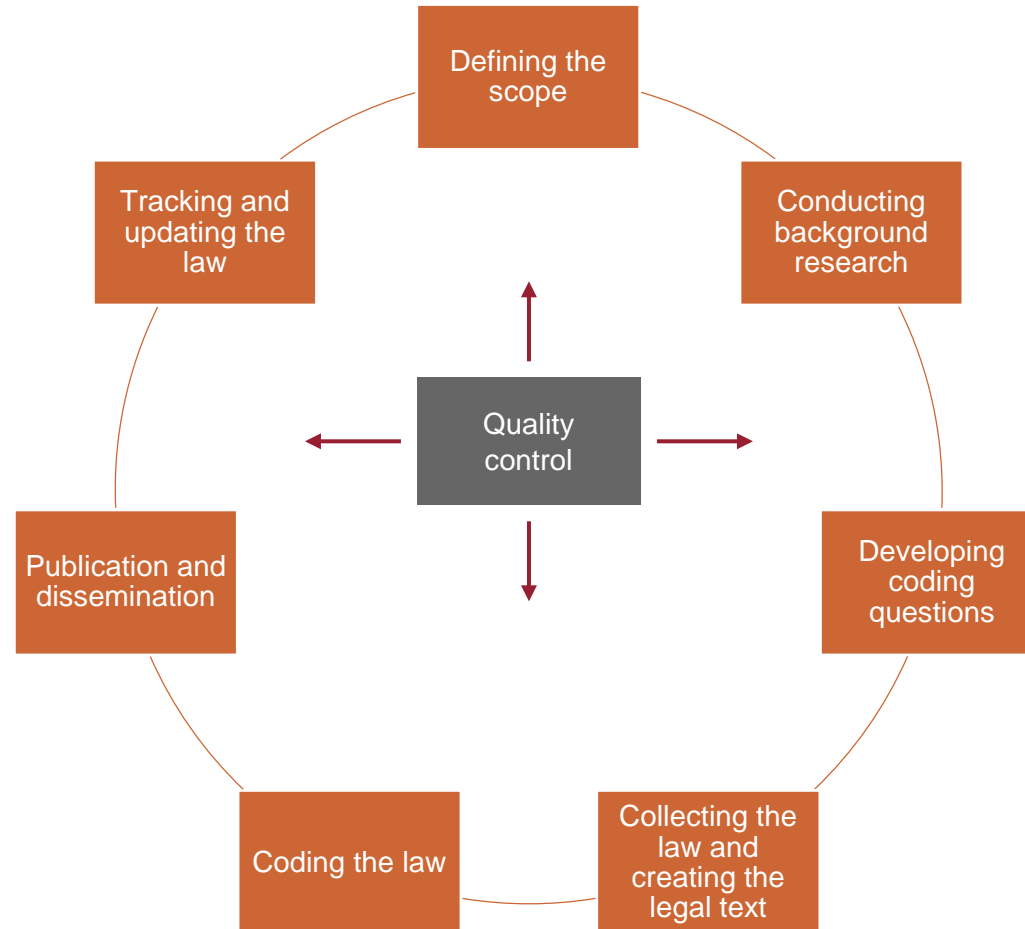 Defining the
scope
Conducting
background
research
Developing
coding
questions
Collecting the
law and
creating the
legal text
Coding the law
Publication and
dissemination
Tracking and
updating the
law
Quality
control